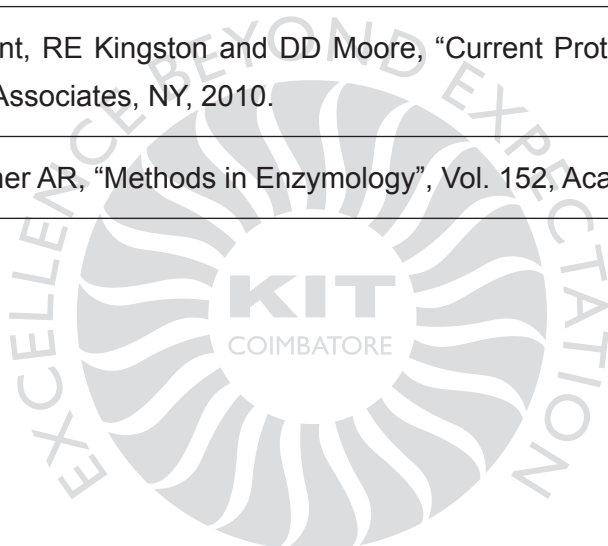 nt, RE Kingston and DD Moore, “Current Prot
Associates, NY, 2010.
ner AR, “Methods in Enzymology”, Vol. 152, Aca
EXCELLENCE BEYOND EXPECTATION
KIT
COIMBATORE